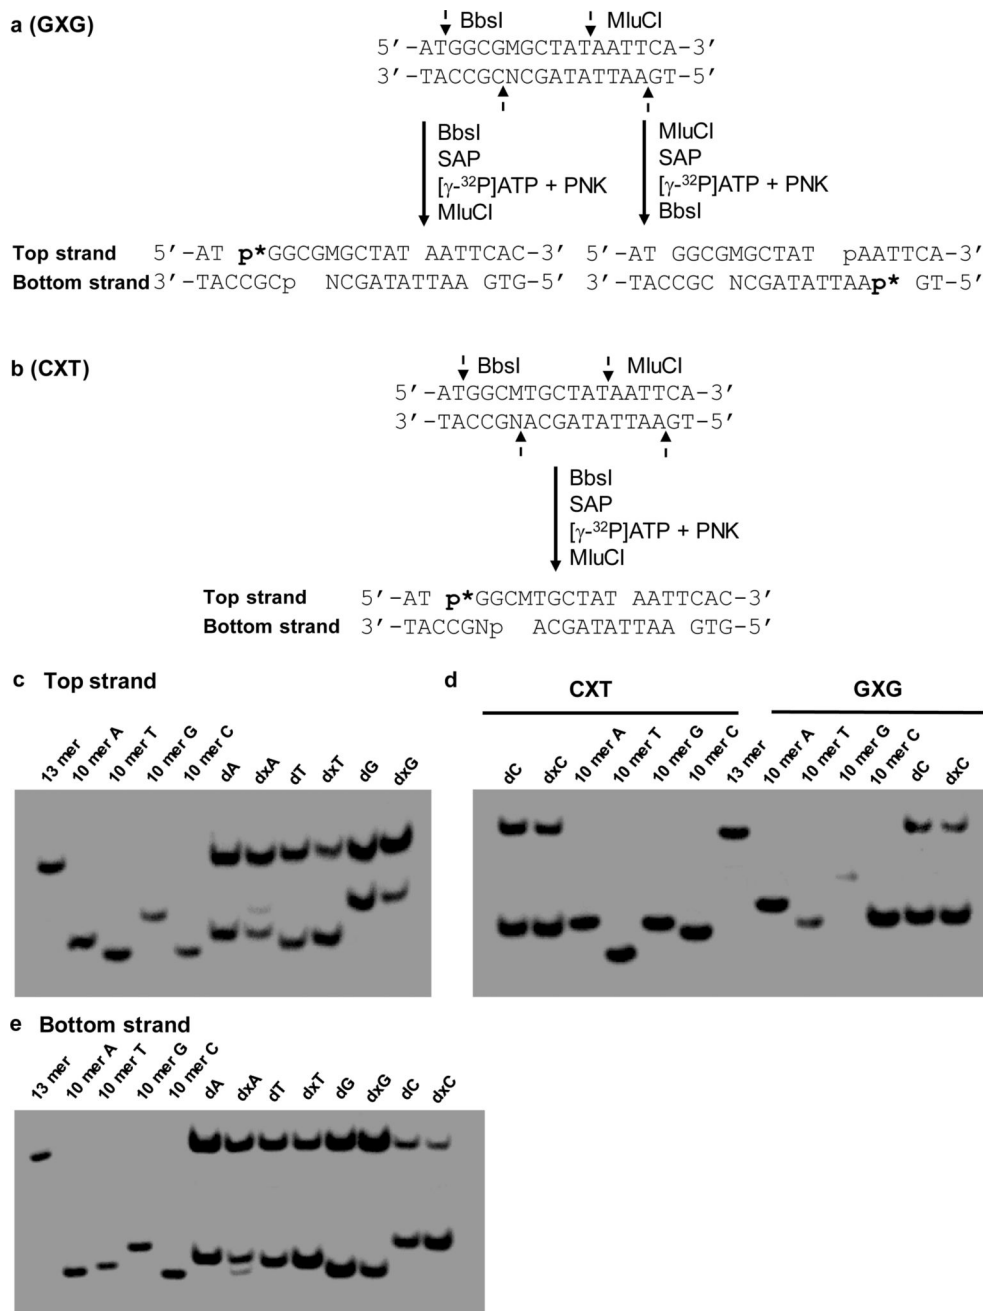 a (GXG)
BbsI MluCI
5'-ATGGCGMGCTATAATTCA-3'
3'-TACCGCNCGATATTAAGT-5'
BbsI
SAP
[γ-³²P]ATP + PNK
MluCI
MluCI
SAP
[γ-³²P]ATP + PNK
BbsI
Top strand 5'-AT p*GGCGMGCTAT AATTCAC-3' 5'-AT GGCGMGCTAT pAATTCA-3'
Bottom strand 3'-TACCGCp NCGATATTAA GTG-5' 3'-TACCGC NCGATATTAAp* GT-5'
b (CXT)
BbsI MluCI
5'-ATGGCMTGCTATAATTCA-3'
3'-TACCGNACGATATTAAGT-5'
BbsI
SAP
[γ-³²P]ATP + PNK
MluCI
Top strand 5'-AT p*GGCMTGCTAT AATTCAC-3'
Bottom strand 3'-TACCGNp ACGATATTAA GTG-5'
c Top strand
13 mer 10 mer A 10 mer T 10 mer G 10 mer C dA dxA dT dxT dG dxG
d
CXT GXG
dC dxC 10 mer A 10 mer T 10 mer G 10 mer C 13 mer 10 mer A 10 mer T 10 mer G 10 mer C dC dxC
e Bottom strand
13 mer 10 mer A 10 mer T 10 mer G 10 mer C dA dxA dT dxT dG dxG dC dxC